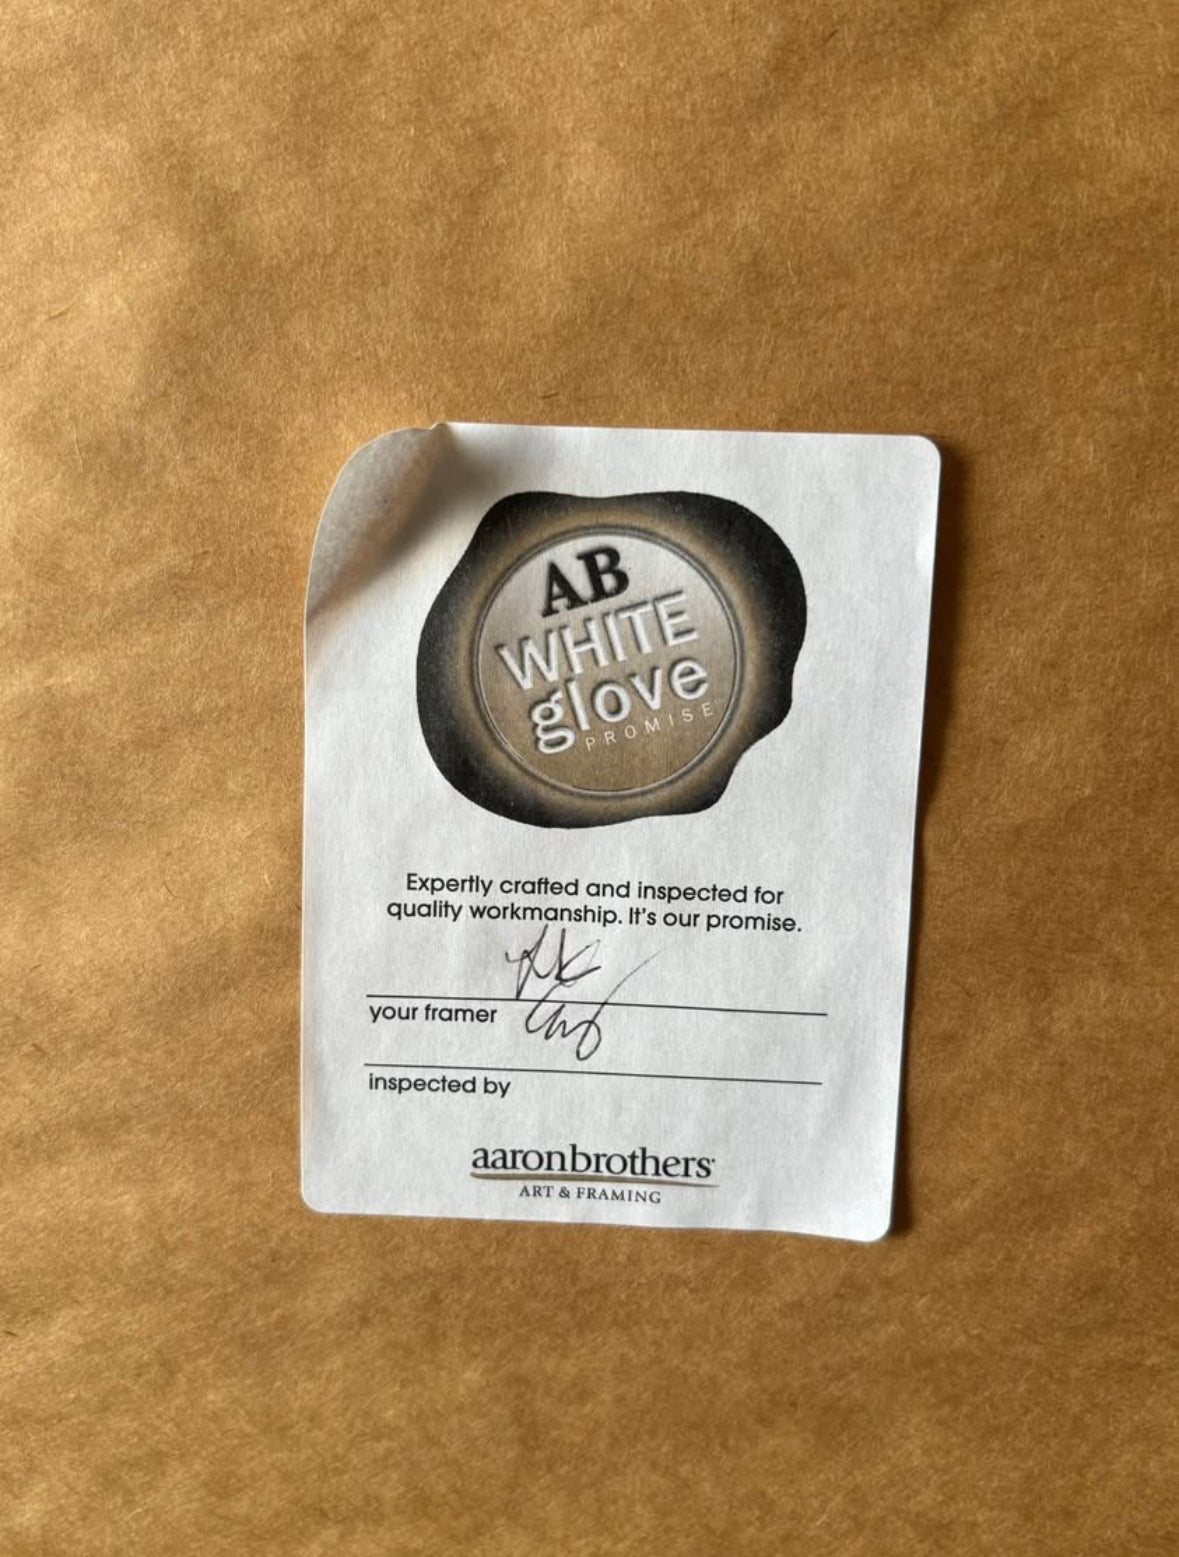 AB
WHITE
glove
PROMISE™
Expertly crafted and inspected for
quality workmanship. It's our promise.
your framer
inspected by
aaronbrothers
ART & FRAMING